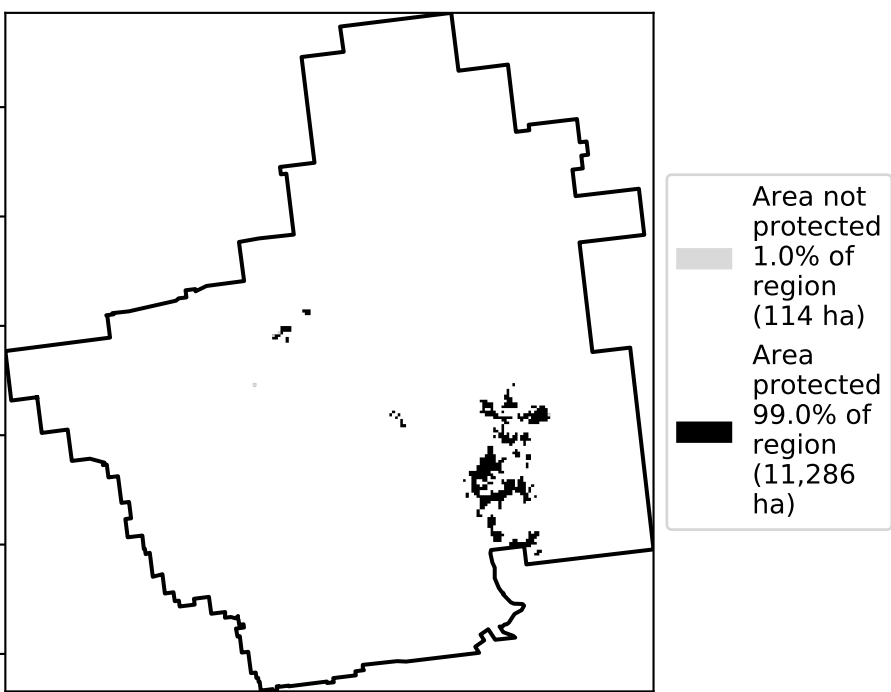 Area not
protected
1.0% of
region
(114 ha)
Area
protected
99.0% of
region
(11,286
ha)